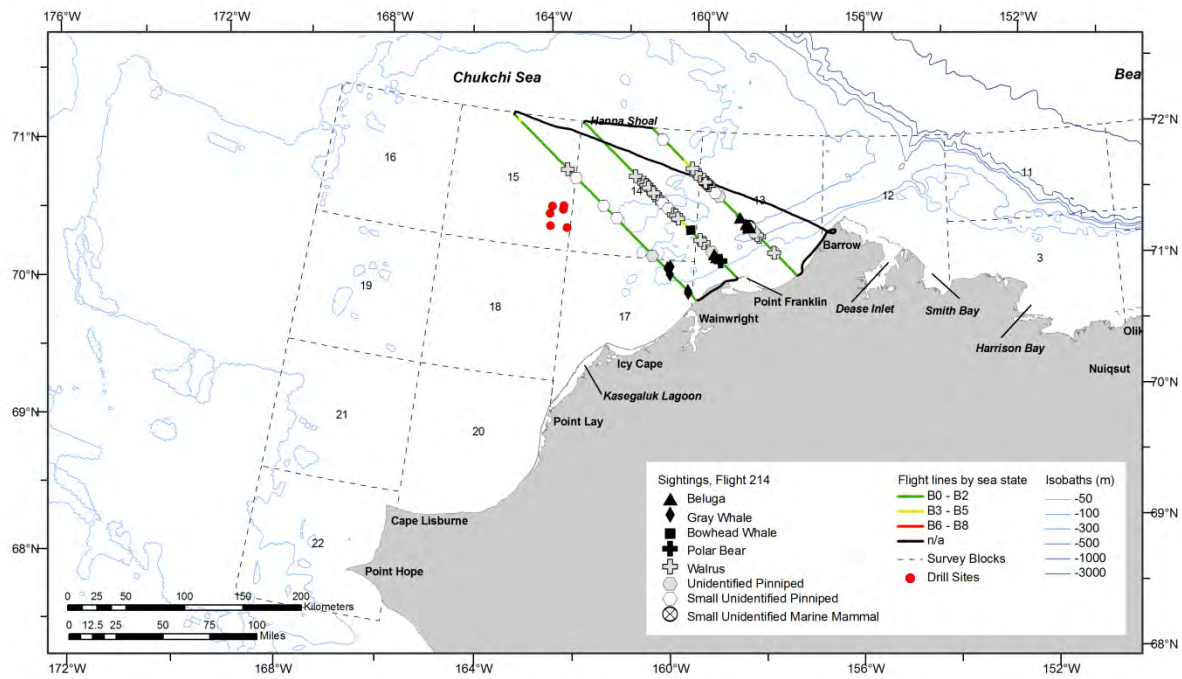 176°W 168°W 164°W 160°W 156°W 152°W
Chukchi Sea
Bea
71°N
72°N
Hanna Shoal
16
15
14
13
12
11
70°N
71°N
Barrow
3
19
18
17
Point Franklin
Wainwright
Dease Inlet
Smith Bay
Harrison Bay
Olik
Icy Cape
Nuiqsut
Kasegaluk Lagoon
70°N
69°N
21
20
Point Lay
Cape Lisburne
69°N
68°N
22
Point Hope
68°N
0 25 50 100 150 200
Kilometers
0 12.5 25 50 75 100
Miles
Sightings, Flight 214
Beluga
Gray Whale
Bowhead Whale
Polar Bear
Walrus
Unidentified Pinniped
Small Unidentified Pinniped
Small Unidentified Marine Mammal
Flight lines by sea state
B0 - B2
B3 - B5
B6 - B8
n/a
Survey Blocks
Drill Sites
Isobaths (m)
-50
-100
-300
-500
-1000
-3000
172°W 168°W 164°W 160°W 156°W 152°W